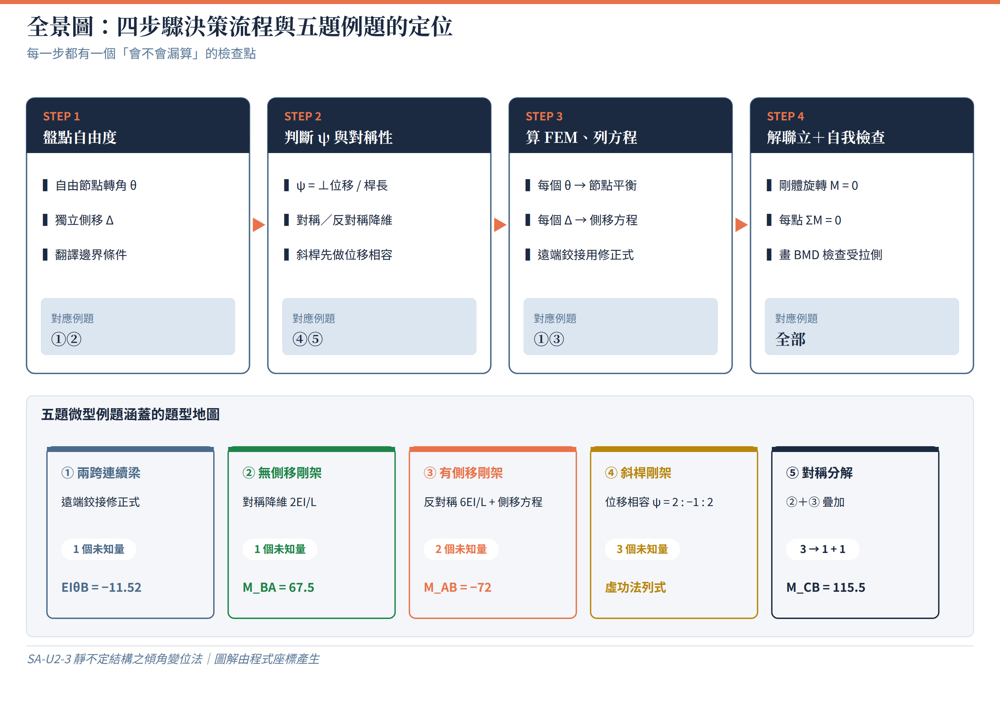 全景圖：四步驟決策流程與五題例題的定位
每一步都有一個「會不會漏算」的檢查點
STEP 1
盤點自由度
自由節點轉角 θ
獨立側移 Δ
翻譯邊界條件
對應例題
①②
STEP 2
判斷 ψ 與對稱性
ψ = ⊥位移 / 桿長
對稱／反對稱降維
斜桿先做位移相容
對應例題
④⑤
STEP 3
算 FEM、列方程
每個 θ → 節點平衡
每個 Δ → 側移方程
遠端鉸接用修正式
對應例題
①③
STEP 4
解聯立＋自我檢查
剛體旋轉 M = 0
每點 ΣM = 0
畫 BMD 檢查受拉側
對應例題
全部
五題微型例題涵蓋的題型地圖
① 兩跨連續梁
遠端鉸接修正式
1 個未知量
EIθB = −11.52
② 無側移剛架
對稱降維 2EI/L
1 個未知量
M_BA = 67.5
③ 有側移剛架
反對稱 6EI/L + 側移方程
2 個未知量
M_AB = −72
④ 斜桿剛架
位移相容 ψ = 2 : −1 : 2
3 個未知量
虛功法列式
⑤ 對稱分解
②＋③ 疊加
3 → 1 + 1
M_CB = 115.5
SA-U2-3 靜不定結構之傾角變位法｜圖解由程式座標產生